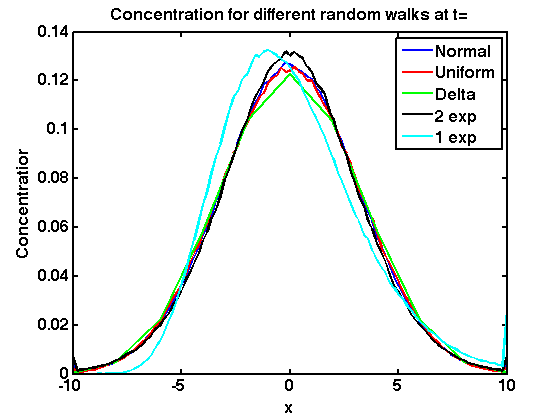 Concentration for different random walks at t=
0.14
0.12
0.1
0.08
0.06
0.04
0.02
0
Concentratior
-10
-5
0
5
10
x
Normal
Uniform
Delta
2 exp
1 exp